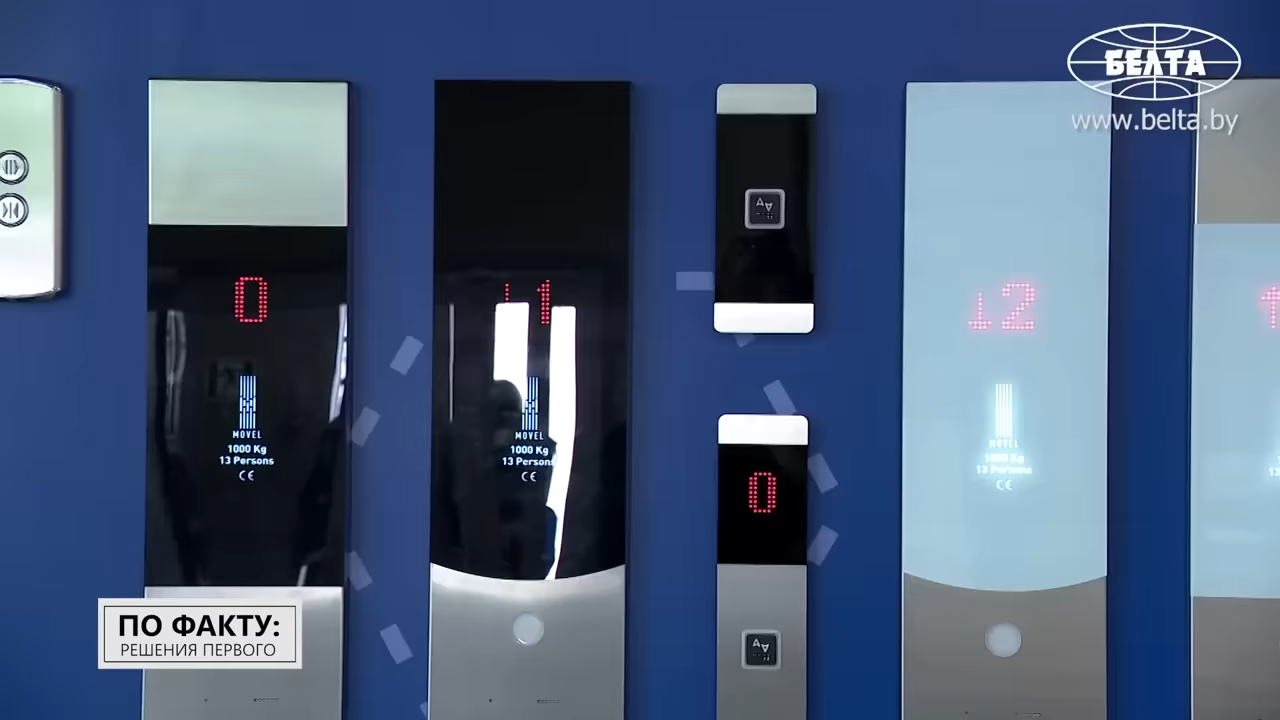 БЕЛТА
www.belta.by
0
MOVEL
1000 Kg
13 Persons
CE
1
MOVEL
1000 Kg
13 Persons
CE
0
2
MOVEL
1000 Kg
13 Persons
CE
ПО ФАКТУ:
РЕШЕНИЯ ПЕРВОГО